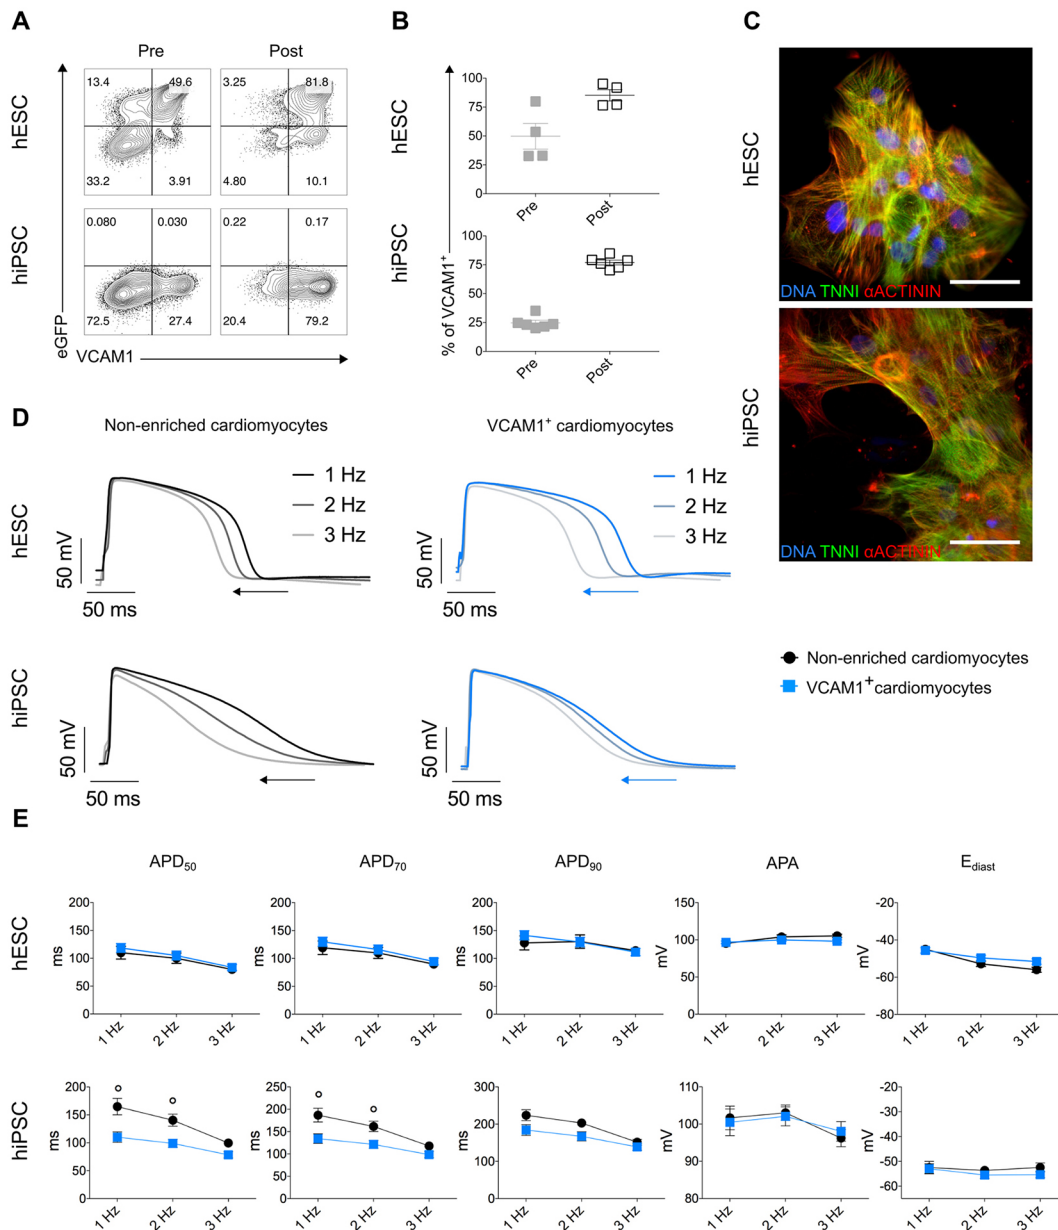 A
Pre
Post
hESC
13.4
49.6
33.2
3.91
3.25
81.8
4.80
10.1
hiPSC
0.080
0.030
72.5
27.4
0.22
0.17
20.4
79.2
eGFP
VCAM1
B
hESC
100
75
50
25
0
Pre
Post
hiPSC
100
75
50
25
0
Pre
Post
% of VCAM1+
C
hESC
DNA TNNI αACTININ
hiPSC
DNA TNNI αACTININ
D
Non-enriched cardiomyocytes
VCAM1+ cardiomyocytes
hESC
1 Hz
2 Hz
3 Hz
50 mV
50 ms
1 Hz
2 Hz
3 Hz
50 mV
50 ms
hiPSC
50 mV
50 ms
50 mV
50 ms
Non-enriched cardiomyocytes
VCAM1+ cardiomyocytes
E
APD50
APD70
APD90
APA
Ediast
hESC
200
150
100
50
0
ms
1 Hz
2 Hz
3 Hz
200
150
100
50
0
ms
1 Hz
2 Hz
3 Hz
200
150
100
50
0
ms
1 Hz
2 Hz
3 Hz
150
100
50
0
mV
1 Hz
2 Hz
3 Hz
-20
-40
-60
-80
mV
1 Hz
2 Hz
3 Hz
hiPSC
200
150
100
50
0
ms
1 Hz
2 Hz
3 Hz
250
200
150
100
50
0
ms
1 Hz
2 Hz
3 Hz
300
200
100
0
ms
1 Hz
2 Hz
3 Hz
110
100
90
80
mV
1 Hz
2 Hz
3 Hz
-20
-30
-40
-50
-60
mV
1 Hz
2 Hz
3 Hz